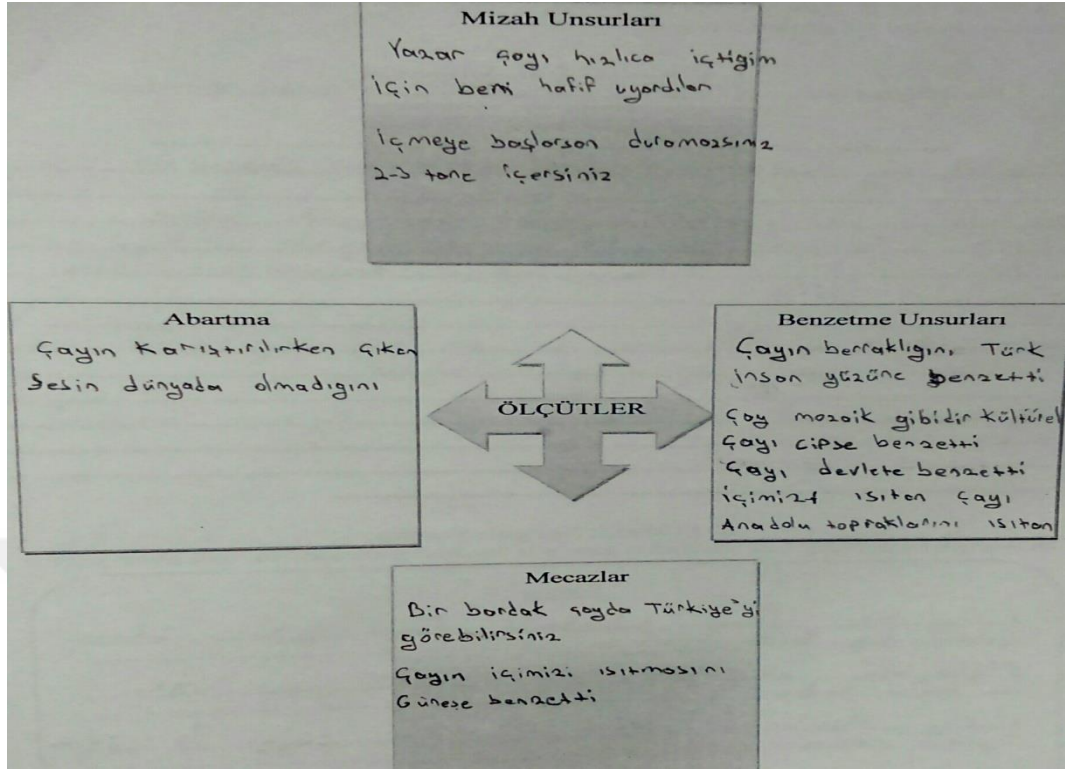 Mizah Unsurları
Yazar çayı hızlıca içtiğim
için beni hafif uyardılar
içmeye başlarsan duramazsınız
2-3 tane içersiniz
Abartma
Çayın karıştırılırken çıkan
Sesin dünyada olmadığını
ÖLÇÜTLER
Benzetme Unsurları
Çayın berraklığını Türk
insan yüzüne benzetti
Çay mozaik gibidir kültürel
Çayı cipse benzetti
Çayı devlete benzetti
içimizi ısıtan çayı
Anadolu topraklarını ısıtan
Mecazlar
Bir bardak çayda Türkiye'yi
görebilirsiniz
Çayın içimizi ısıtmasını
Güneşe benzetti